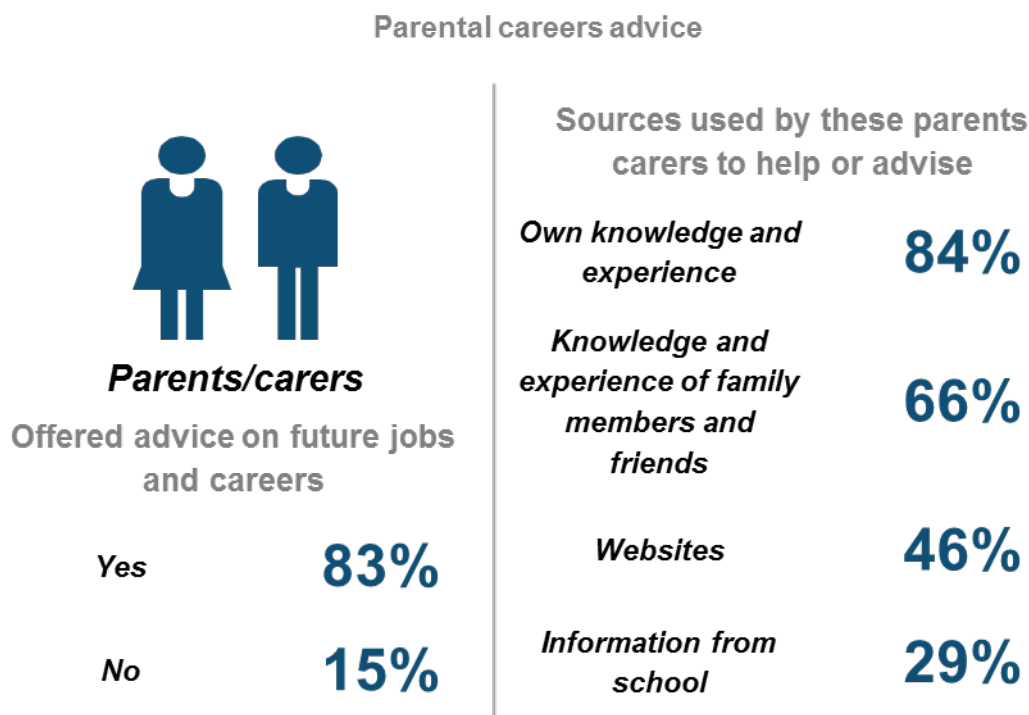 Parental careers advice
Parents/carers
Offered advice on future jobs
and careers
Yes 83%
No 15%
Sources used by these parents
carers to help or advise
Own knowledge and
experience
84%
Knowledge and
experience of family
members and
friends
66%
Websites 46%
Information from
school
29%